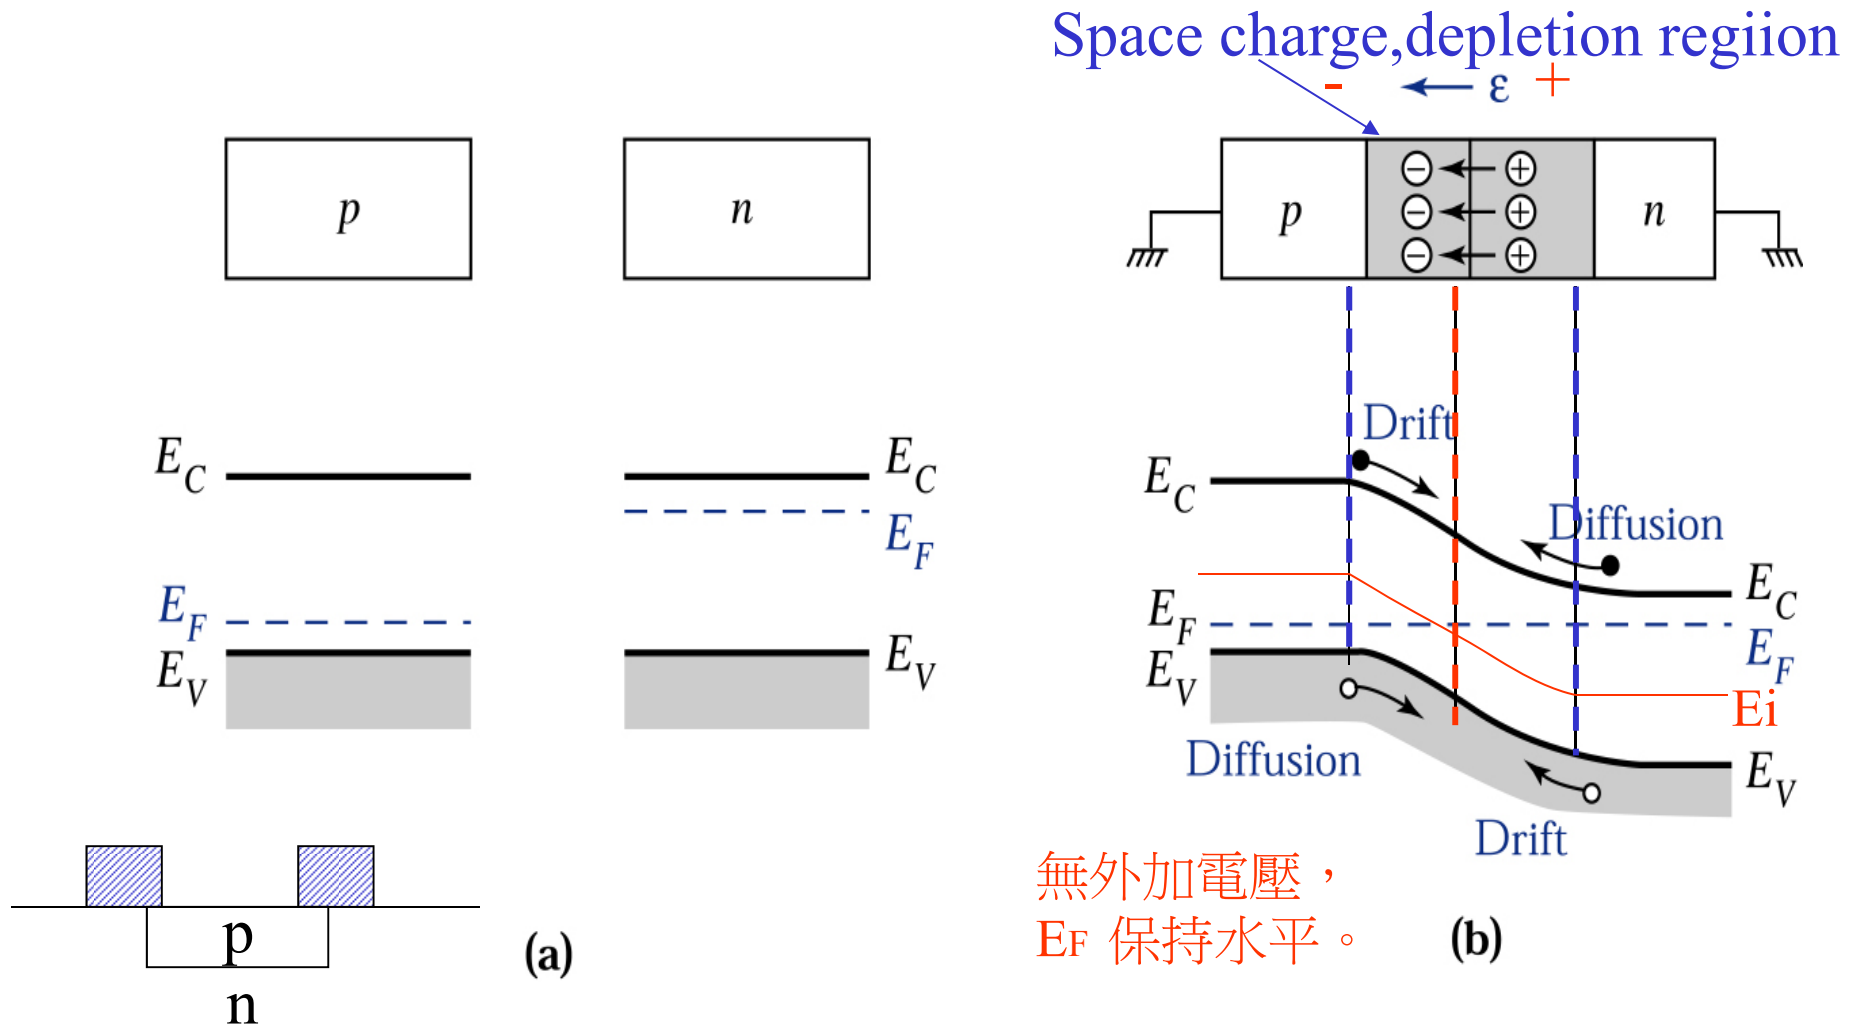 Space charge,depletion regiion
- ← ε +
p
n
p
n
− ← +
− ← +
− ← +
E_C
E_C
E_F
E_F
E_V
E_V
Drift
E_C
Diffusion
E_C
E_F
E_F
E_V
Ei
Diffusion
E_V
Drift
無外加電壓，
EF 保持水平。
p
n
(a)
(b)